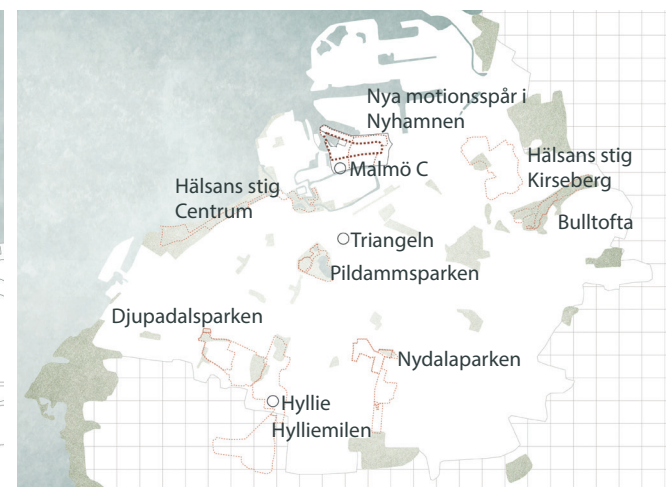 Nya motionsspår i
Nyhamnen
Malmö C
Hälsans stig
Kirseberg
Hälsans stig
Centrum
Bulltofta
Triangeln
Pildammsparken
Djupadalsparken
Nydalaparken
Hyllie
Hylliemilen